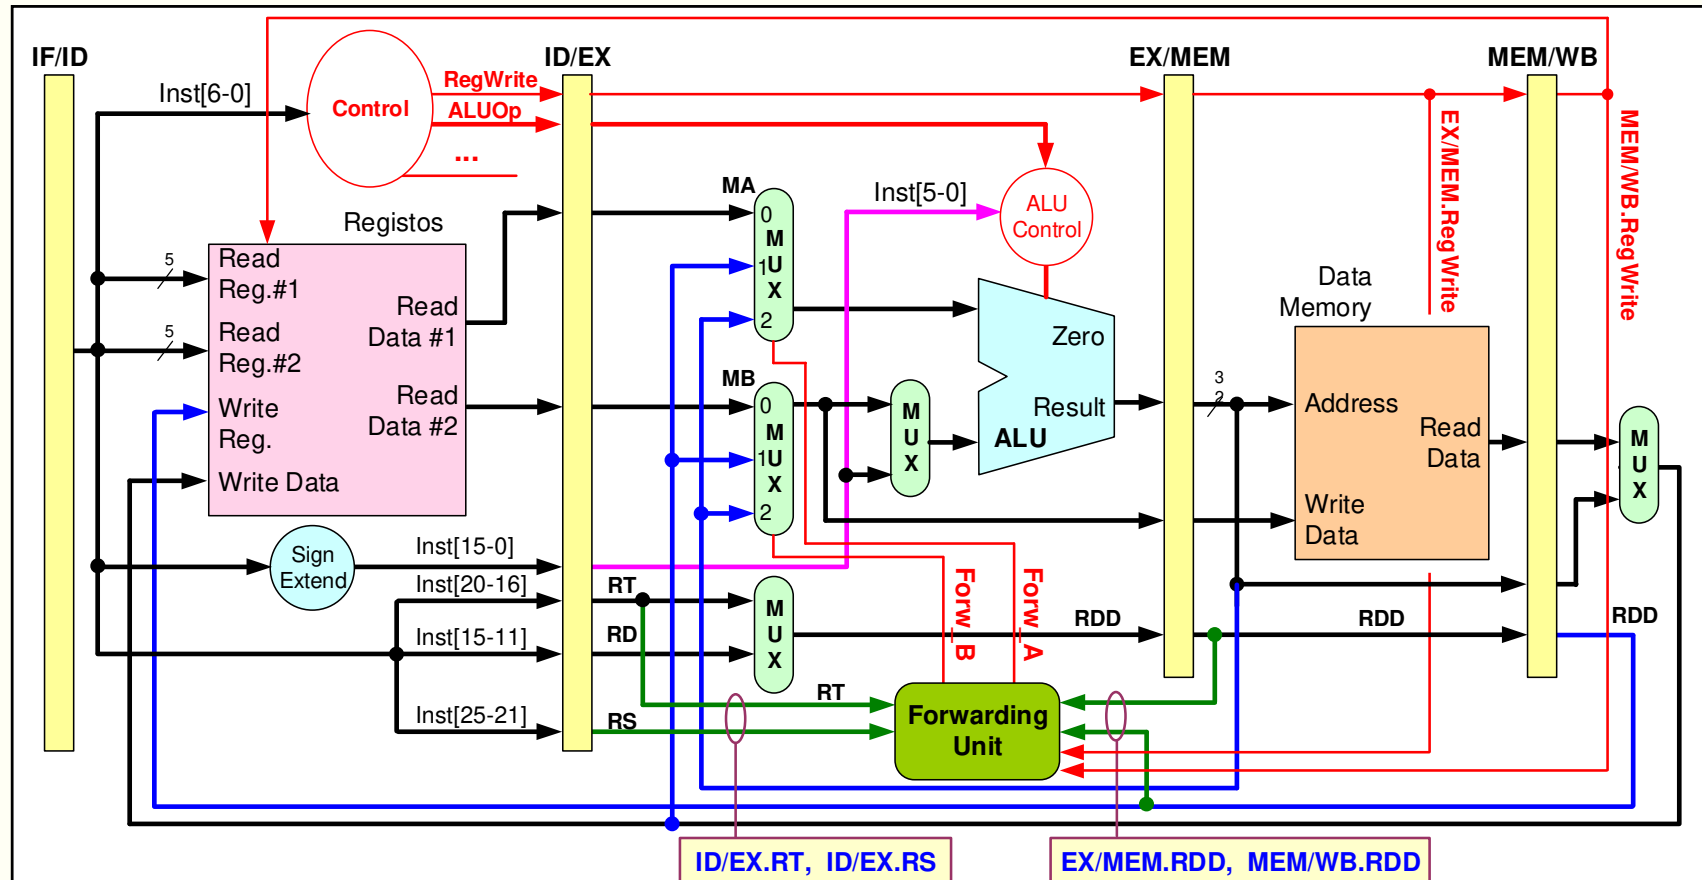 IF/ID
ID/EX
EX/MEM
MEM/WB
Inst[6-0]
Control
RegWrite
ALUOp
...
EX/MEM.RegWrite
MEM/WB.RegWrite
Registos
Read
Reg.#1
Read
Reg.#2
Write
Reg.
Write Data
Read
Data #1
Read
Data #2
5
5
MA
0
M
1U
X
2
MB
0
M
1U
X
2
Inst[5-0]
ALU
Control
M
U
X
Zero
Result
ALU
3
2
Data
Memory
Address
Read
Data
Write
Data
M
U
X
Sign
Extend
Inst[15-0]
Inst[20-16]
Inst[15-11]
Inst[25-21]
RT
RD
RS
RT
M
U
X
Forw_B
Forw_A
RDD
RDD
RDD
Forwarding
Unit
ID/EX.RT, ID/EX.RS
EX/MEM.RDD, MEM/WB.RDD